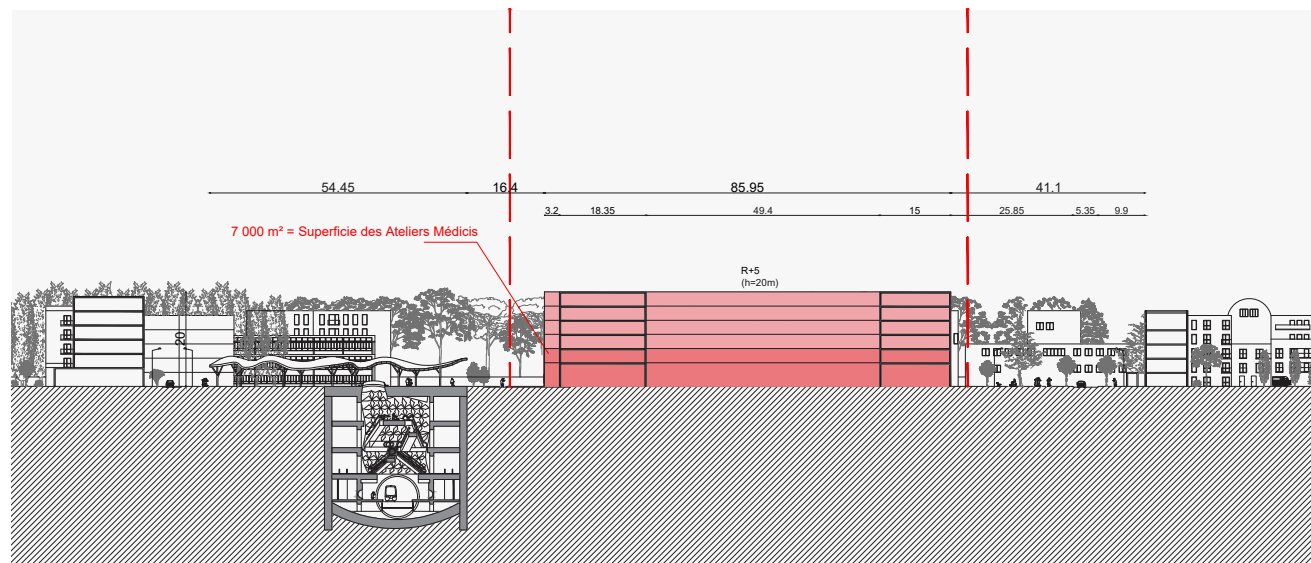 54.45 16.4 85.95 41.1
3.2 18.35 49.4 15 25.85 5.35 9.9
7 000 m² = Superficie des Ateliers Médicis
R+5
(h=20m)
20